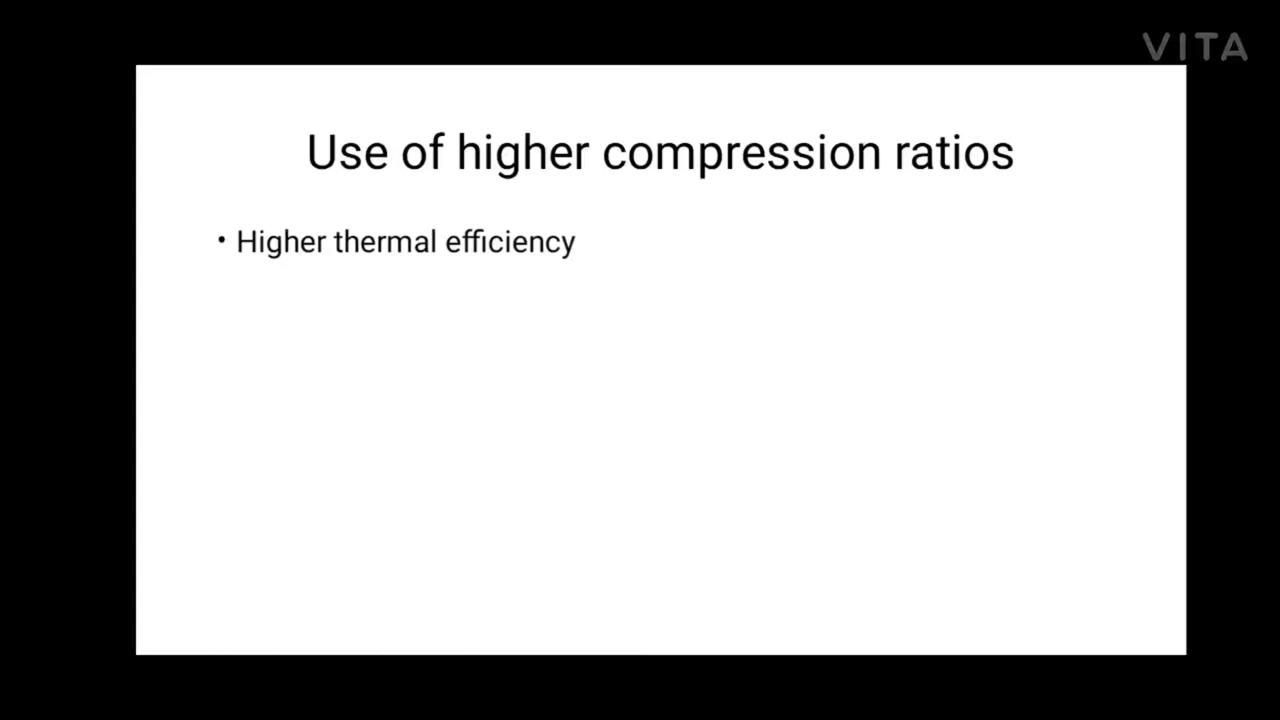 VITA
Use of higher compression ratios
• Higher thermal efficiency